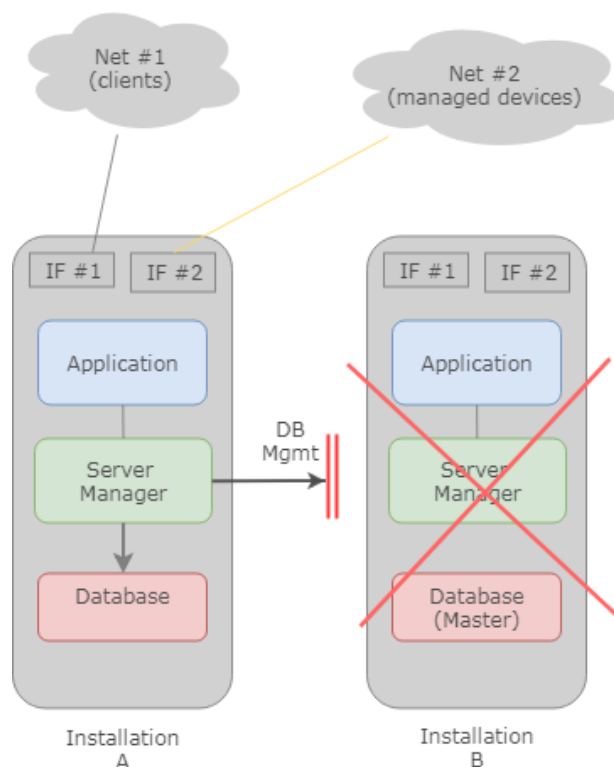 Net #1
(clients)
Net #2
(managed devices)
IF #1
IF #2
IF #1
IF #2
Application
Application
DB
Mgmt
Server
Manager
Server
Manager
Database
Database
(Master)
Installation
A
Installation
B